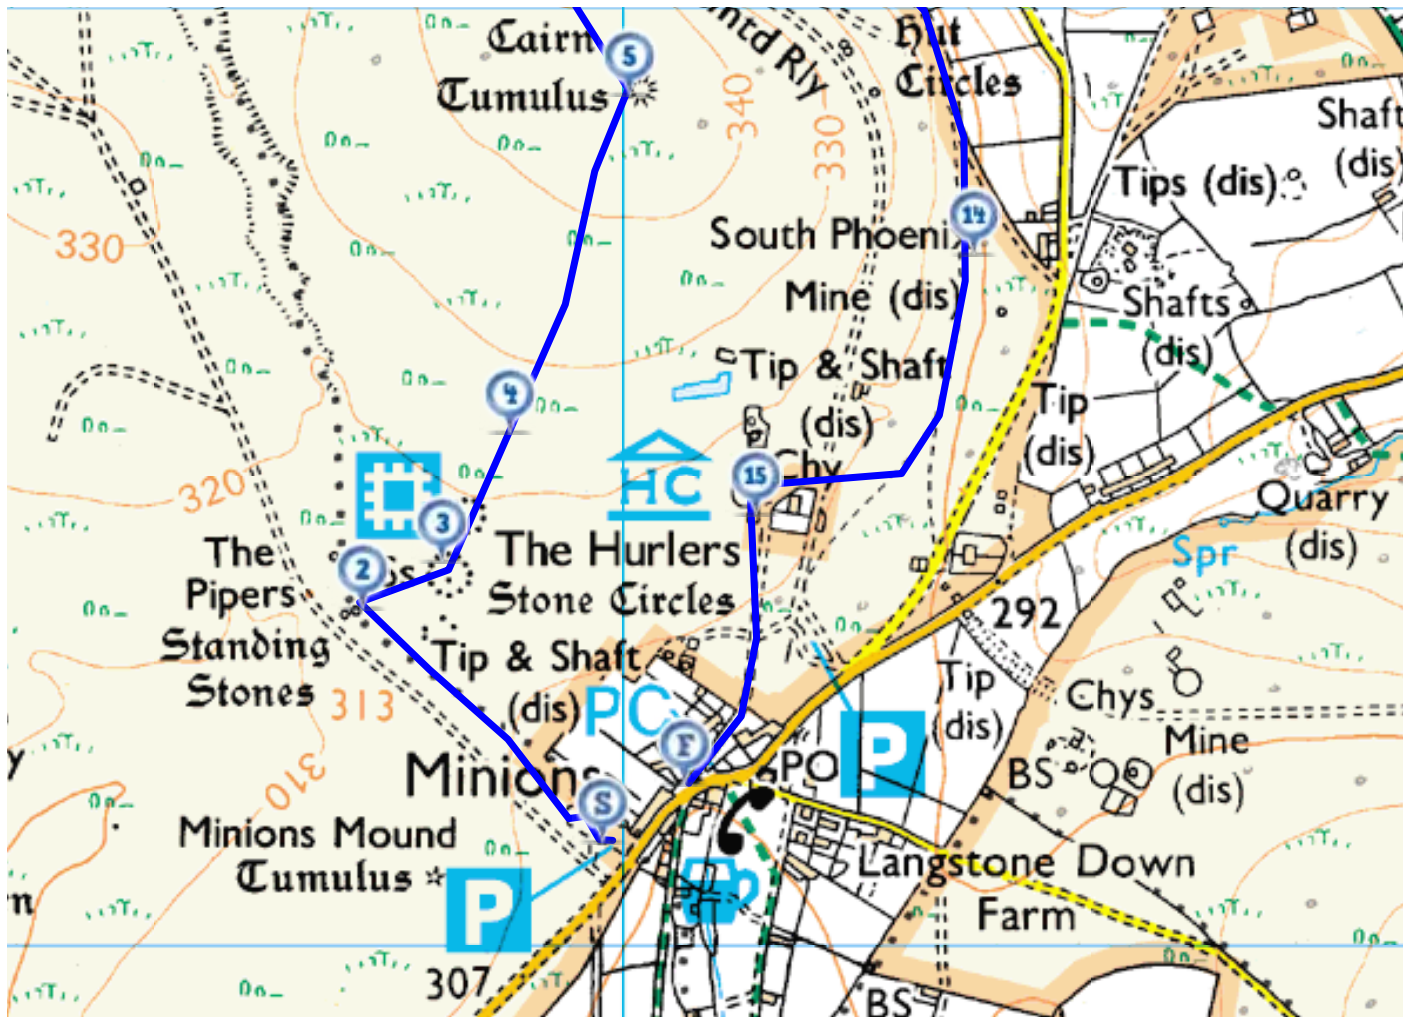 Cairn
Tumulus
5
340
330
Hut
Circles
Rly
Shaft
(dis)
Tips (dis)
14
South Phoenix
Mine (dis)
330
Shafts
(dis)
Tip & Shaft
(dis)
4
Tip
(dis)
Chy
15
HC
320
Quarry
(dis)
Spr
3
The Hurlers
Stone Circles
2
The
Pipers
Standing
Stones
292
Tip & Shaft
(dis)
PC
313
Tip
(dis)
Chys
Mine
(dis)
BS
F
P
PO
Minions
310
S
Minions Mound
Tumulus
P
Langstone Down
Farm
307
BS